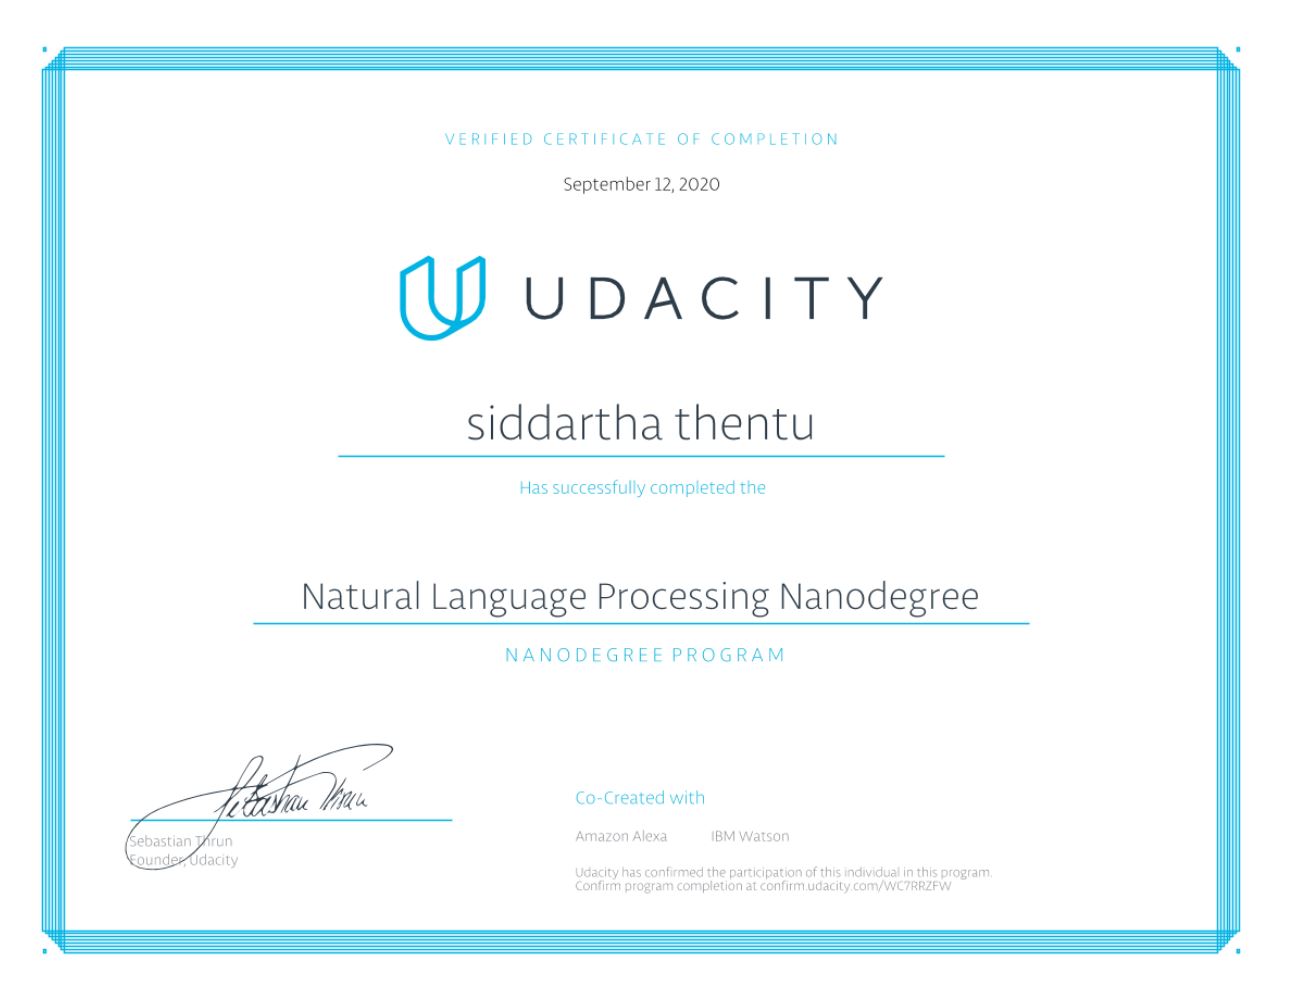 VERIFIED CERTIFICATE OF COMPLETION
September 12, 2020
UDACITY
siddartha thentu
Has successfully completed the
Natural Language Processing Nanodegree
NANODEGREE PROGRAM
Sebastian Thrun
Sebastian Thrun
Founder, Udacity
Co-Created with
Amazon Alexa IBM Watson
Udacity has confirmed the participation of this individual in this program.
Confirm program completion at confirm.udacity.com/WC7RRZFW